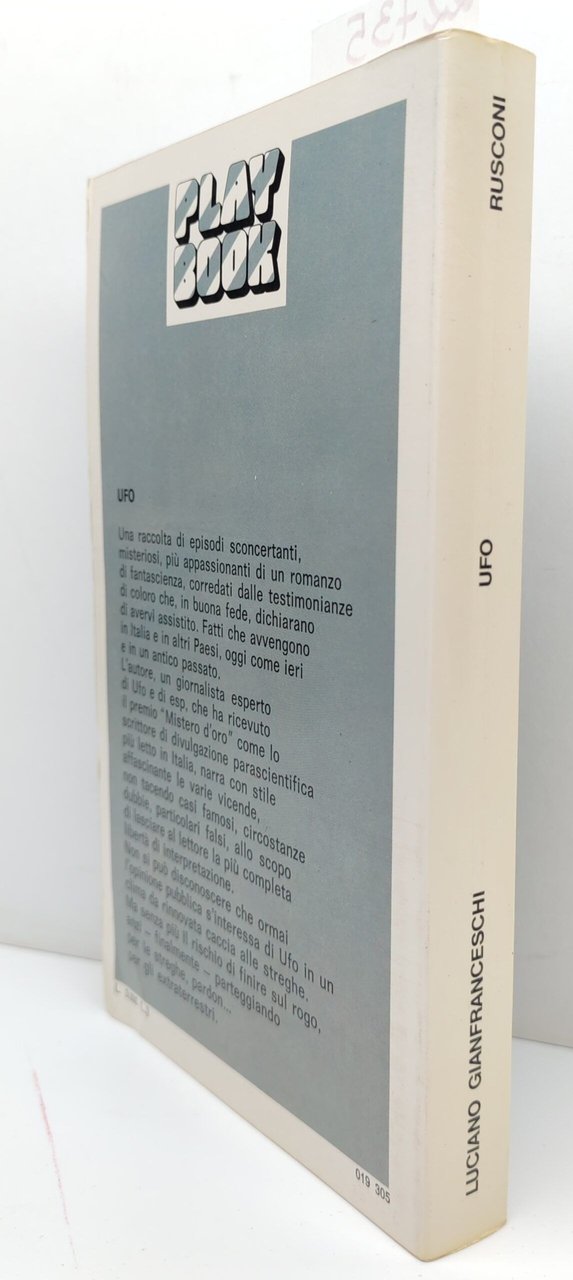 PLAY
BOOK
UFO
Una raccolta di episodi sconcertanti,
misteriosi, più appassionanti di un romanzo
di fantascienza, corredati dalle testimonianze
di coloro che, in buona fede, dichiarano
di avervi assistito. Fatti che avvengono
in Italia e in altri Paesi, oggi come ieri
e in un antico passato.
L'autore, un giornalista esperto
di Ufo e di esp, che ha ricevuto
il premio "Mistero d'oro" come lo
scrittore di divulgazione parascientifica
più letto in Italia, narra con stile
affascinante le varie vicende,
non tacendo casi famosi, circostanze
dubbie, particolari falsi, allo scopo
di lasciare al lettore la più completa
libertà di interpretazione.
Non si può disconoscere che ormai
l'opinione pubblica s'interessa di Ufo in un
clima da rinnovata caccia alle streghe.
Ma senza più il rischio di finire sul rogo,
anzi – finalmente – parteggiando
per le streghe, pardon...
per gli extraterrestri.
019 305
LUCIANO GIANFRANCESCHI
UFO
RUSCONI